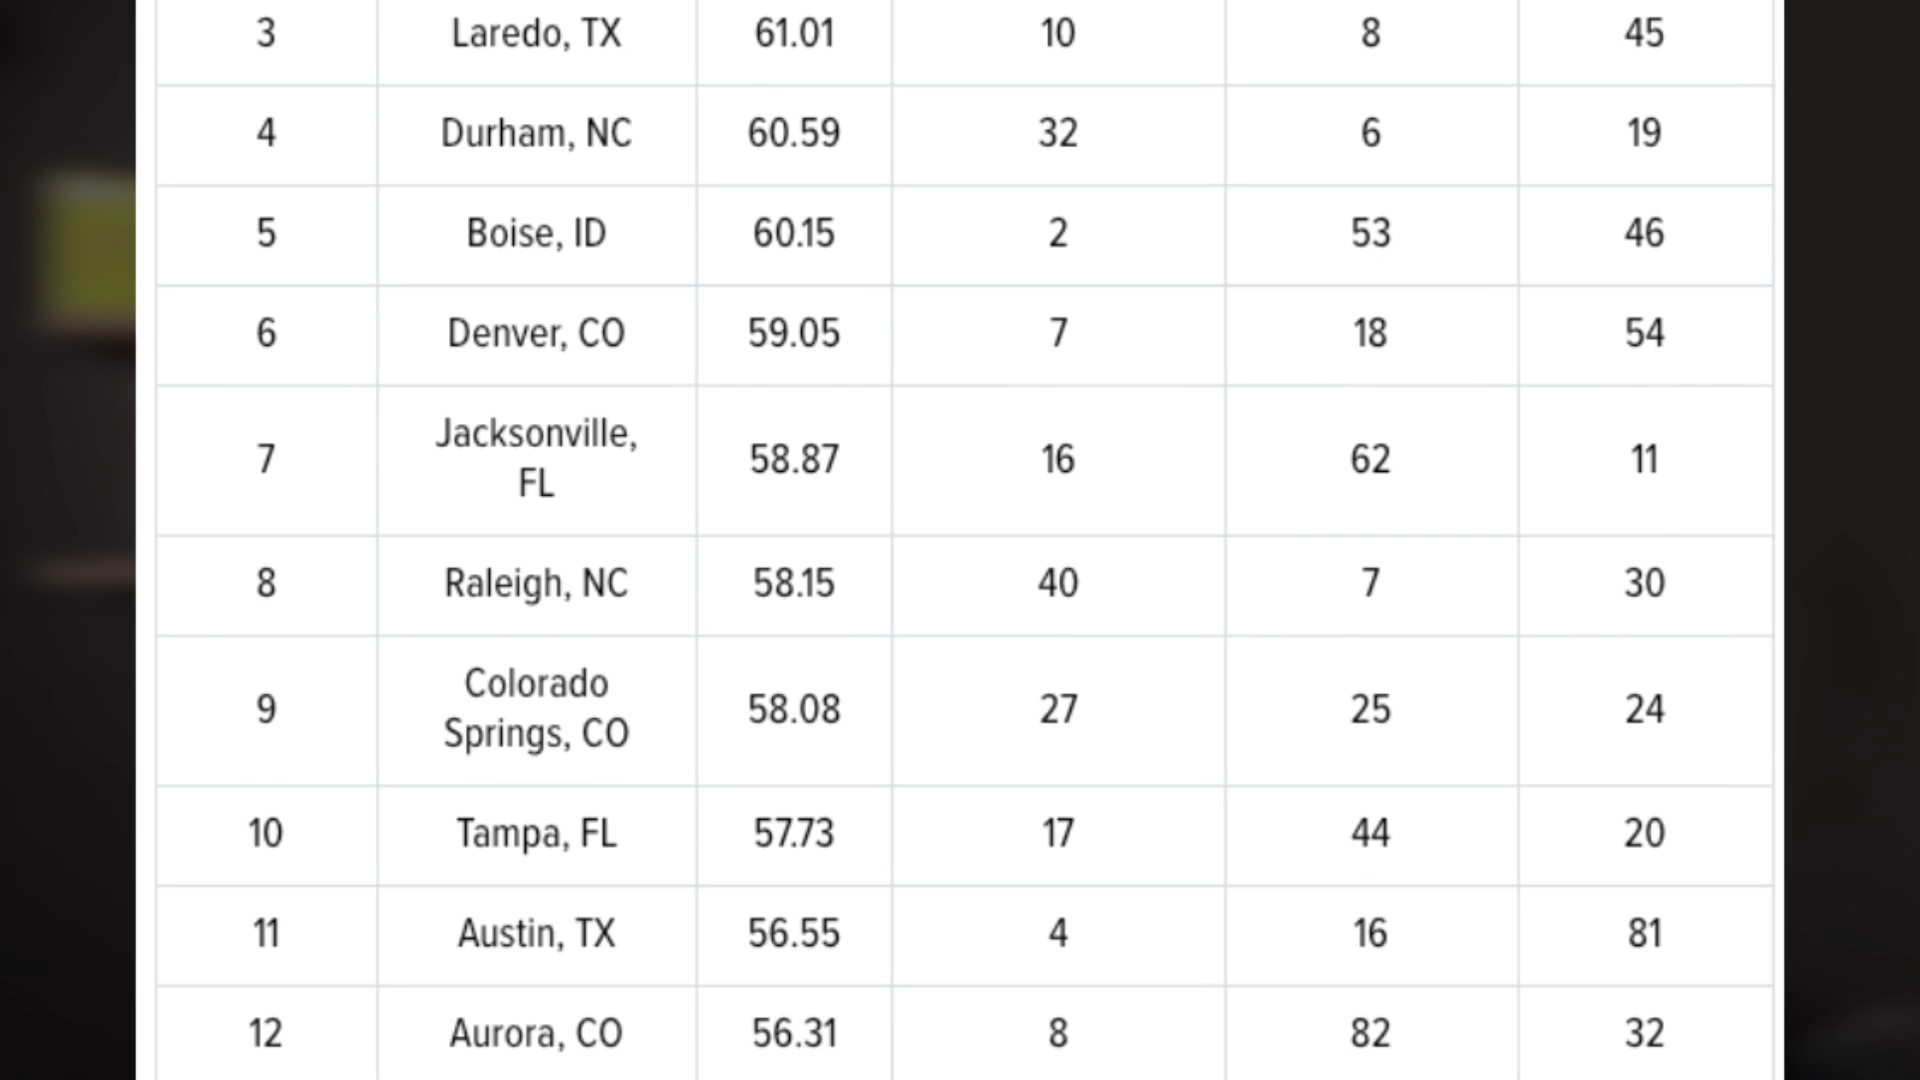 3 Laredo, TX 61.01 10 8 45
4 Durham, NC 60.59 32 6 19
5 Boise, ID 60.15 2 53 46
6 Denver, CO 59.05 7 18 54
7 Jacksonville, FL 58.87 16 62 11
8 Raleigh, NC 58.15 40 7 30
9 Colorado Springs, CO 58.08 27 25 24
10 Tampa, FL 57.73 17 44 20
11 Austin, TX 56.55 4 16 81
12 Aurora, CO 56.31 8 82 32